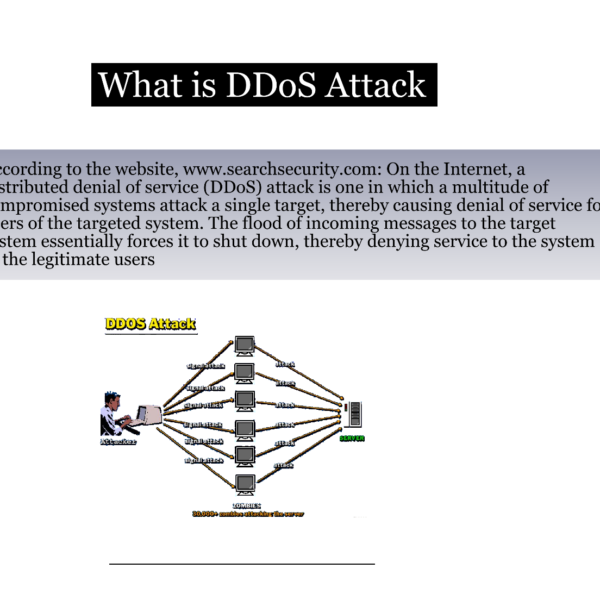 What is DDoS Attack
ccording to the website, www.searchsecurity.com: On the Internet, a
stributed denial of service (DDoS) attack is one in which a multitude of
mpromised systems attack a single target, thereby causing denial of service fo
ers of the targeted system. The flood of incoming messages to the target
stem essentially forces it to shut down, thereby denying service to the system
the legitimate users
DDOS Attack
signal attack
attack
signal attack
attack
signal attack
attack
signal attack
attack
signal attack
attack
signal attack
attack
Attacker
SERVER
ZOMBIES
30,000+ zombies attackin : the server